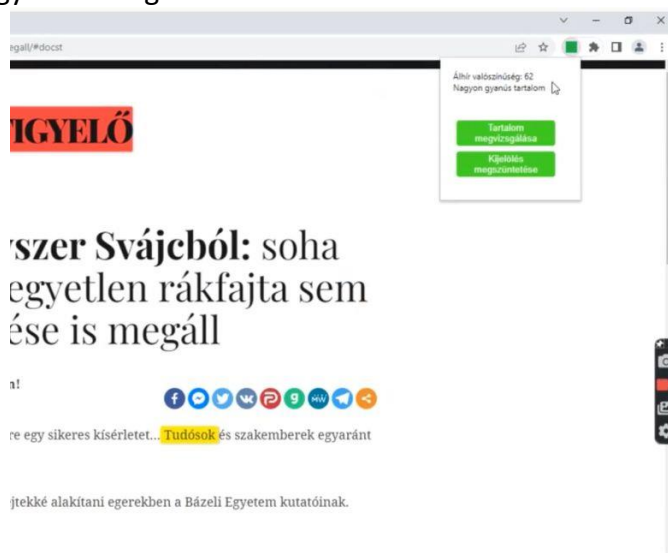 egall/#docst
Álhír valószínűség: 62
Nagyon gyanús tartalom
Tartalom
megvizsgálása
Kijelölés
megszüntetése
IGYELŐ
yszer Svájcból: soha
egyetlen rákfajta sem
ése is megáll
n!
re egy sikeres kísérletet... Tudósok és szakemberek egyaránt
jtekké alakítani egerekben a Bázeli Egyetem kutatóinak.